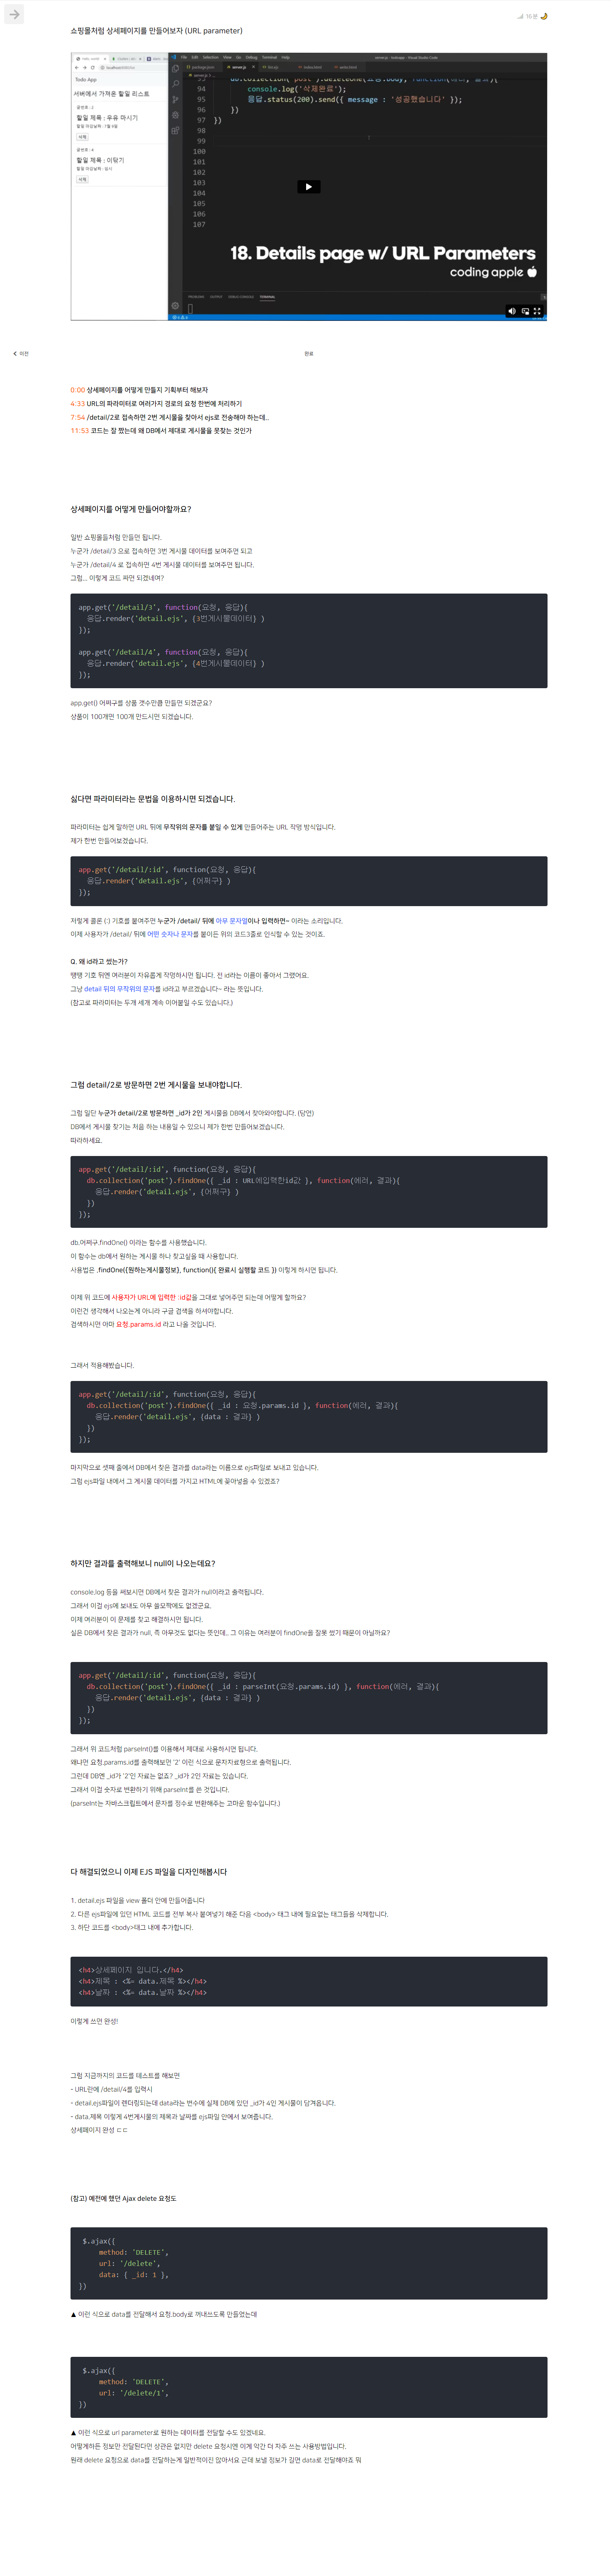 16분
쇼핑몰처럼 상세페이지를 만들어보자 (URL parameter)
Todo App
서버에서 가져온 할일 리스트
글번호 : 2
할일 제목 : 우유 마시기
삭제
글번호 : 4
할일 제목 : 이닦기
삭제
db.collection('post').deleteOne(요청.body, function(에러, 결과){
94 console.log('삭제완료');
95 응답.status(200).send({ message : '성공했습니다' });
96 })
97 })
98
99
100
101
102
103
104
105
106
107
18. Details page w/ URL Parameters
coding apple
이전
완료
0:00 상세페이지를 어떻게 만들지 기획부터 해보자
4:33 URL의 파라미터로 여러가지 경로의 요청 한번에 처리하기
7:54 /detail/2로 접속하면 2번 게시물을 찾아서 ejs로 전송해야 하는데..
11:53 코드는 잘 짰는데 왜 DB에서 제대로 게시물을 못찾는 것인가
상세페이지를 어떻게 만들어야할까요?
일반 쇼핑몰들처럼 만들면 됩니다.
누군가 /detail/3 으로 접속하면 3번 게시물 데이터를 보여주면 되고
누군가 /detail/4 로 접속하면 4번 게시물 데이터를 보여주면 됩니다.
그럼... 이렇게 코드 짜면 되겠네여?
app.get('/detail/3', function(요청, 응답){
응답.render('detail.ejs', {3번게시물데이터} )
});
app.get('/detail/4', function(요청, 응답){
응답.render('detail.ejs', {4번게시물데이터} )
});
app.get() 어쩌구를 상품 갯수만큼 만들면 되겠군요?
상품이 100개면 100개 만드시면 되겠습니다.
싫다면 파라미터라는 문법을 이용하시면 되겠습니다.
파라미터는 쉽게 말하면 URL 뒤에 무작위의 문자를 붙일 수 있게 만들어주는 URL 작명 방식입니다.
제가 한번 만들어보겠습니다.
app.get('/detail/:id', function(요청, 응답){
응답.render('detail.ejs', {어쩌구} )
});
저렇게 콜론 (:) 기호를 붙여주면 누군가 /detail/ 뒤에 아무 문자열이나 입력하면~ 이라는 소리입니다.
이제 사용자가 /detail/ 뒤에 어떤 숫자나 문자를 붙이든 위의 코드3줄로 인식할 수 있는 것이죠.
Q. 왜 id라고 썼는가?
땡땡 기호 뒤엔 여러분이 자유롭게 작명하시면 됩니다. 전 id라는 이름이 좋아서 그랬어요.
그냥 detail 뒤의 무작위의 문자를 id라고 부르겠습니다~ 라는 뜻입니다.
(참고로 파라미터는 두개 세개 계속 이어붙일 수도 있습니다.)
그럼 detail/2로 방문하면 2번 게시물을 보내야합니다.
그럼 일단 누군가 detail/2로 방문하면 _id가 2인 게시물을 DB에서 찾아와야합니다. (당연)
DB에서 게시물 찾기는 처음 하는 내용일 수 있으니 제가 한번 만들어보겠습니다.
따라하세요.
app.get('/detail/:id', function(요청, 응답){
db.collection('post').findOne({ _id : URL에입력한id값 }, function(에러, 결과){
응답.render('detail.ejs', {어쩌구} )
})
});
db.어쩌구.findOne() 이라는 함수를 사용했습니다.
이 함수는 db에서 원하는 게시물 하나 찾고싶을 때 사용합니다.
사용법은 .findOne({원하는게시물정보}, function(){ 완료시 실행할 코드 }) 이렇게 하시면 됩니다.
이제 위 코드에 사용자가 URL에 입력한 :id값을 그대로 넣어주면 되는데 어떻게 할까요?
이런건 생각해서 나오는게 아니라 구글 검색을 하셔야합니다.
검색하시면 아마 요청.params.id 라고 나올 것입니다.
그래서 적용해봤습니다.
app.get('/detail/:id', function(요청, 응답){
db.collection('post').findOne({ _id : 요청.params.id }, function(에러, 결과){
응답.render('detail.ejs', {data : 결과} )
})
});
마지막으로 셋째 줄에서 DB에서 찾은 결과를 data라는 이름으로 ejs파일로 보내고 있습니다.
그럼 ejs파일 내에서 그 게시물 데이터를 가지고 HTML에 꽂아넣을 수 있겠죠?
하지만 결과를 출력해보니 null이 나오는데요?
console.log 등을 써보시면 DB에서 찾은 결과가 null이라고 출력됩니다.
그래서 이걸 ejs에 보내도 아무 쓸모짝에도 없겠군요.
이제 여러분이 이 문제를 찾고 해결하시면 됩니다.
실은 DB에서 찾은 결과가 null, 즉 아무것도 없다는 뜻인데.. 그 이유는 여러분이 findOne을 잘못 썼기 때문이 아닐까요?
app.get('/detail/:id', function(요청, 응답){
db.collection('post').findOne({ _id : parseInt(요청.params.id) }, function(에러, 결과){
응답.render('detail.ejs', {data : 결과} )
})
});
그래서 위 코드처럼 parseInt()를 이용해서 제대로 사용하시면 됩니다.
왜냐면 요청.params.id를 출력해보면 '2' 이런 식으로 문자자료형으로 출력됩니다.
그런데 DB엔 _id가 '2'인 자료는 없죠? _id가 2인 자료는 있습니다.
그래서 이걸 숫자로 변환하기 위해 parseInt를 쓴 것입니다.
(parseInt는 자바스크립트에서 문자를 정수로 변환해주는 고마운 함수입니다.)
다 해결되었으니 이제 EJS 파일을 디자인해봅시다
1. detail.ejs 파일을 view 폴더 안에 만들어줍니다
2. 다른 ejs파일에 있던 HTML 코드를 전부 복사 붙여넣기 해준 다음 <body> 태그 내에 필요없는 태그들을 삭제합니다.
3. 하단 코드를 <body>태그 내에 추가합니다.
<h4>상세페이지 입니다.</h4>
<h4>제목 : <%= data.제목 %></h4>
<h4>날짜 : <%= data.날짜 %></h4>
이렇게 쓰면 완성!
그럼 지금까지의 코드를 테스트를 해보면
- URL란에 /detail/4를 입력시
- detail.ejs파일이 렌더링되는데 data라는 변수에 실제 DB에 있던 _id가 4인 게시물이 담겨옵니다.
- data.제목 이렇게 4번게시물의 제목과 날짜를 ejs파일 안에서 보여줍니다.
상세페이지 완성 ㄷㄷ
(참고) 예전에 했던 Ajax delete 요청도
$.ajax({
method: 'DELETE',
url: '/delete',
data: { _id: 1 },
})
▲ 이런 식으로 data를 전달해서 요청.body로 꺼내쓰도록 만들었는데
$.ajax({
method: 'DELETE',
url: '/delete/1',
})
▲ 이런 식으로 url parameter로 원하는 데이터를 전달할 수도 있겠네요.
어떻게하든 정보만 전달된다면 상관은 없지만 delete 요청시엔 이게 약간 더 자주 쓰는 사용방법입니다.
원래 delete 요청으로 data를 전달하는게 일반적이진 않아서요 근데 보낼 정보가 길면 data로 전달해야죠 뭐